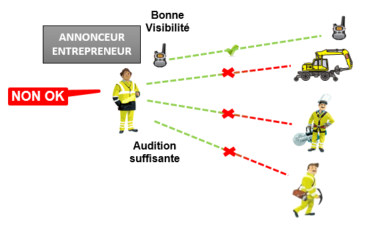 Bonne
Visibilité
ANNONCEUR
ENTREPRENEUR
NON OK
Audition
suffisante